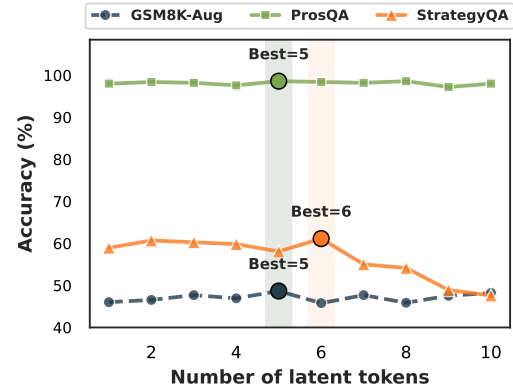 GSM8K-Aug ProsQA StrategyQA
Best=5
100
90
80
70
Best=6
60
Best=5
50
40
Accuracy (%)
2 4 6 8 10
Number of latent tokens